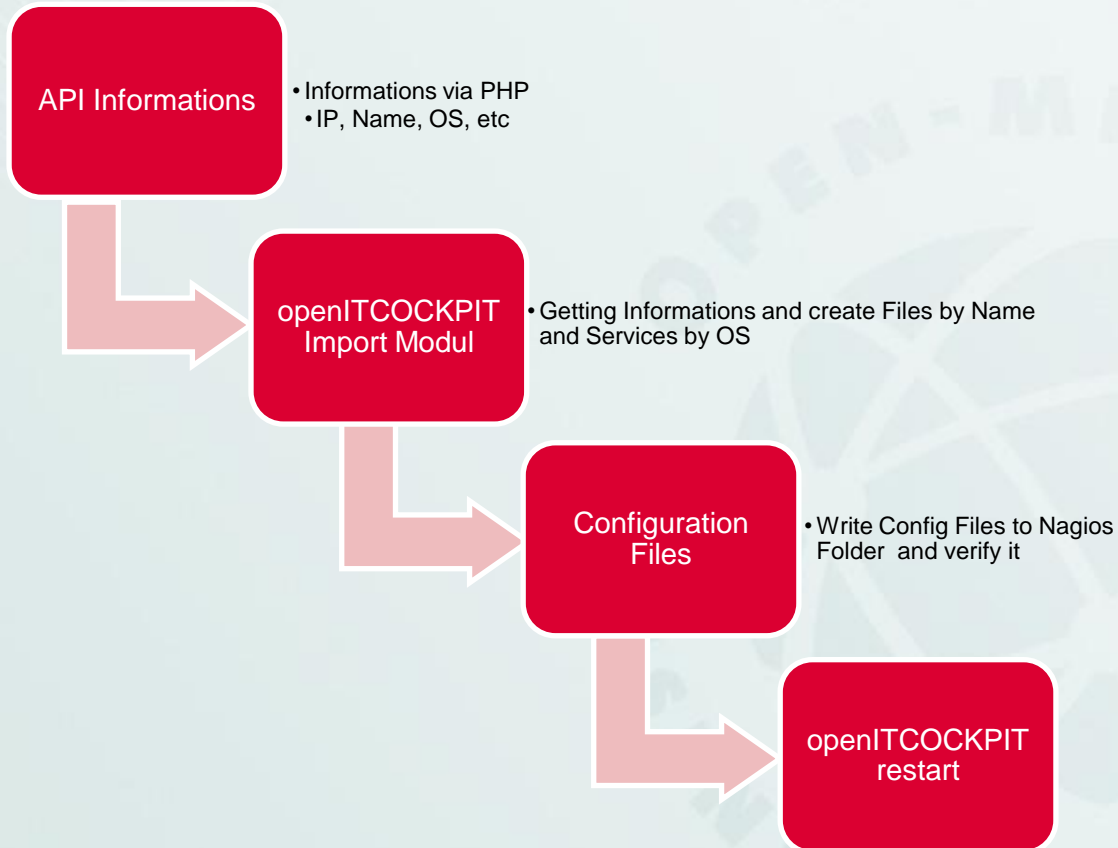 API Informations
• Informations via PHP
• IP, Name, OS, etc
openITCOCKPIT
Import Modul
• Getting Informations and create Files by Name
and Services by OS
Configuration
Files
• Write Config Files to Nagios
Folder and verify it
openITCOCKPIT
restart